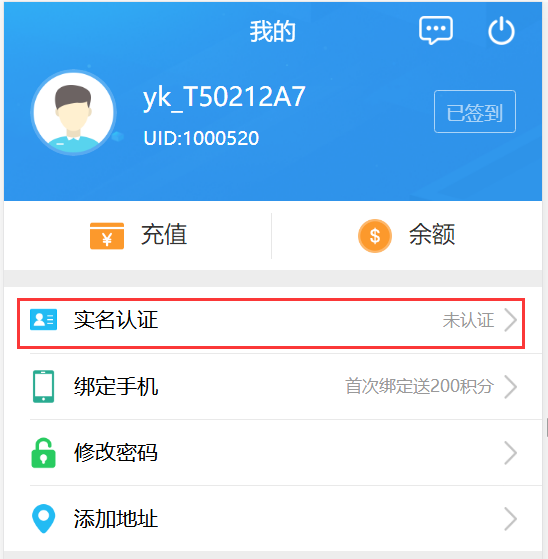 我的
yk_T50212A7
UID:1000520
已签到
充值
余额
实名认证 未认证
绑定手机 首次绑定送200积分
修改密码
添加地址